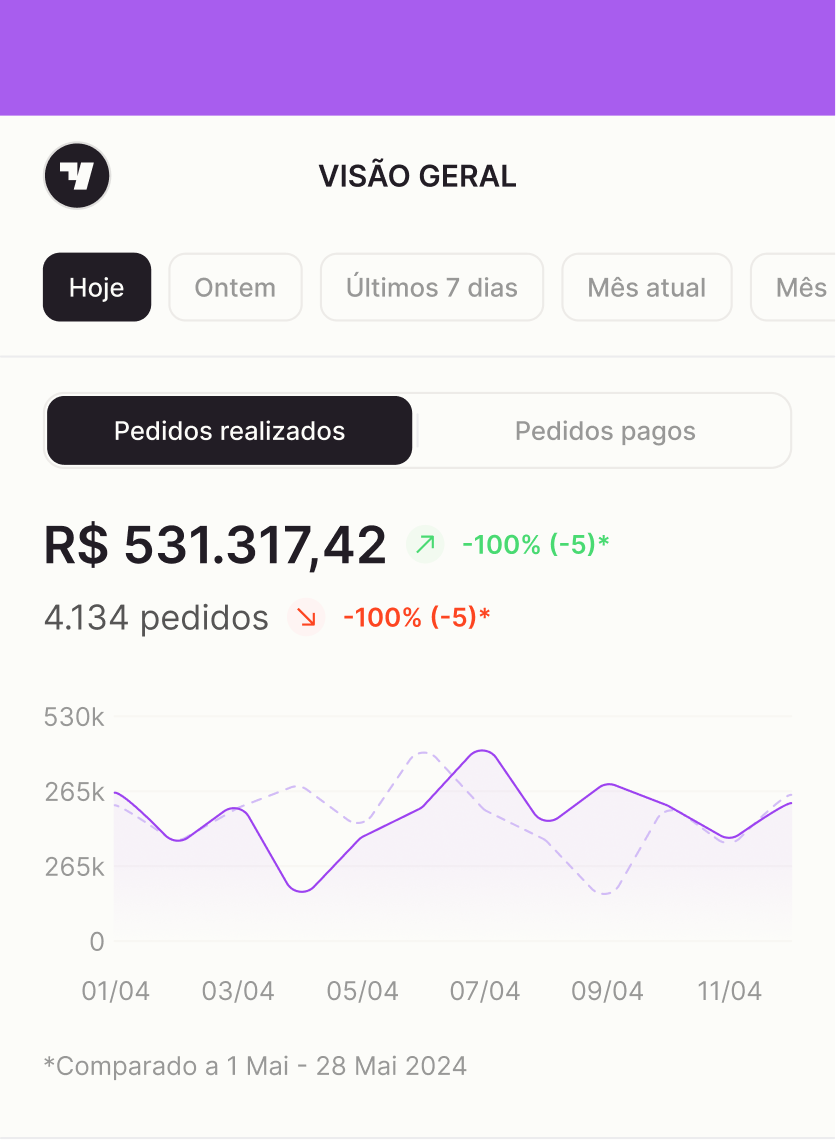 VISÃO GERAL
Hoje Ontem Últimos 7 dias Mês atual Mês
Pedidos realizados Pedidos pagos
R$ 531.317,42 -100% (-5)*
4.134 pedidos -100% (-5)*
530k
265k
265k
0
01/04 03/04 05/04 07/04 09/04 11/04
*Comparado a 1 Mai - 28 Mai 2024